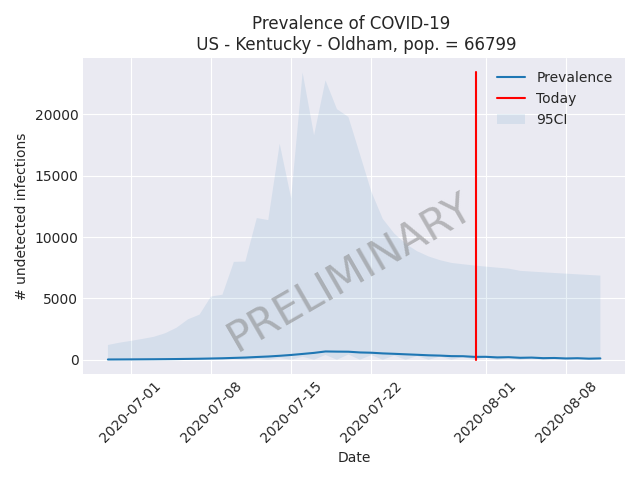 Prevalence of COVID-19
US - Kentucky - Oldham, pop. = 66799
Prevalence
Today
95CI
20000
15000
10000
5000
0
# undetected infections
PRELIMINARY
2020-07-01
2020-07-08
2020-07-15
2020-07-22
2020-08-01
2020-08-08
Date